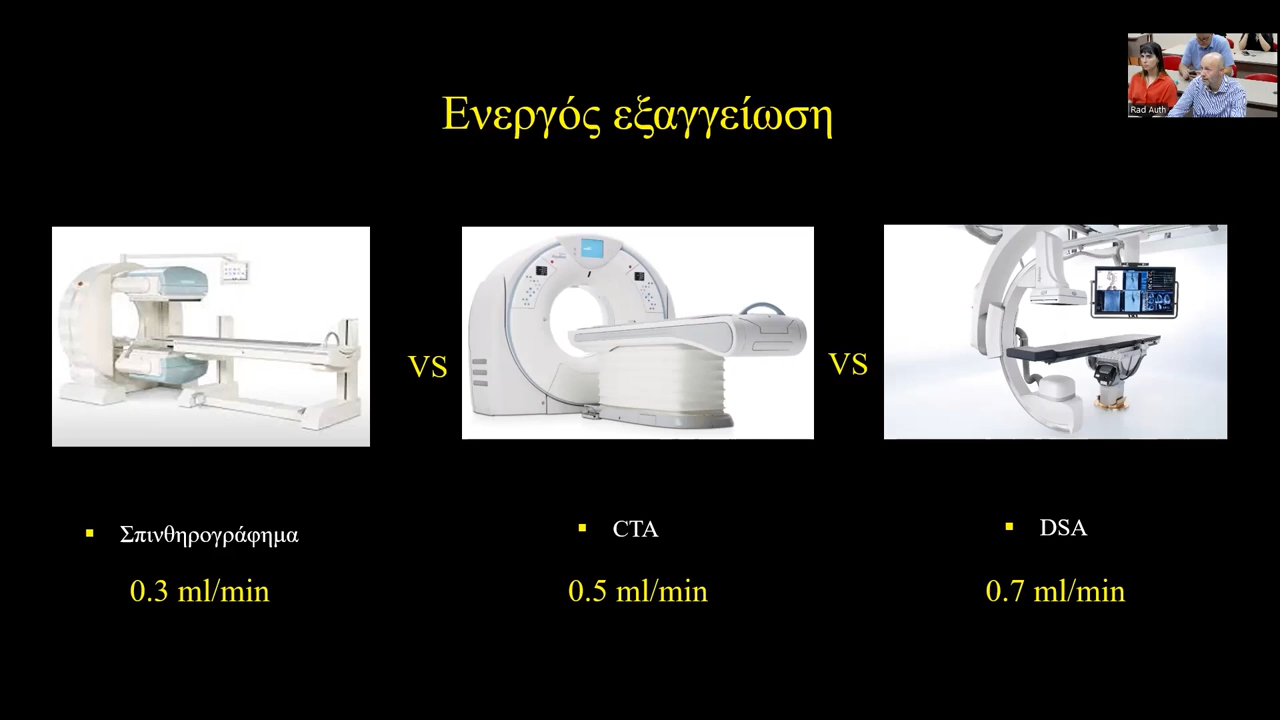 Ενεργός εξαγγείωση
Rad Auth
VS
VS
▪ Σπινθηρογράφημα
▪ CTA
▪ DSA
0.3 ml/min
0.5 ml/min
0.7 ml/min